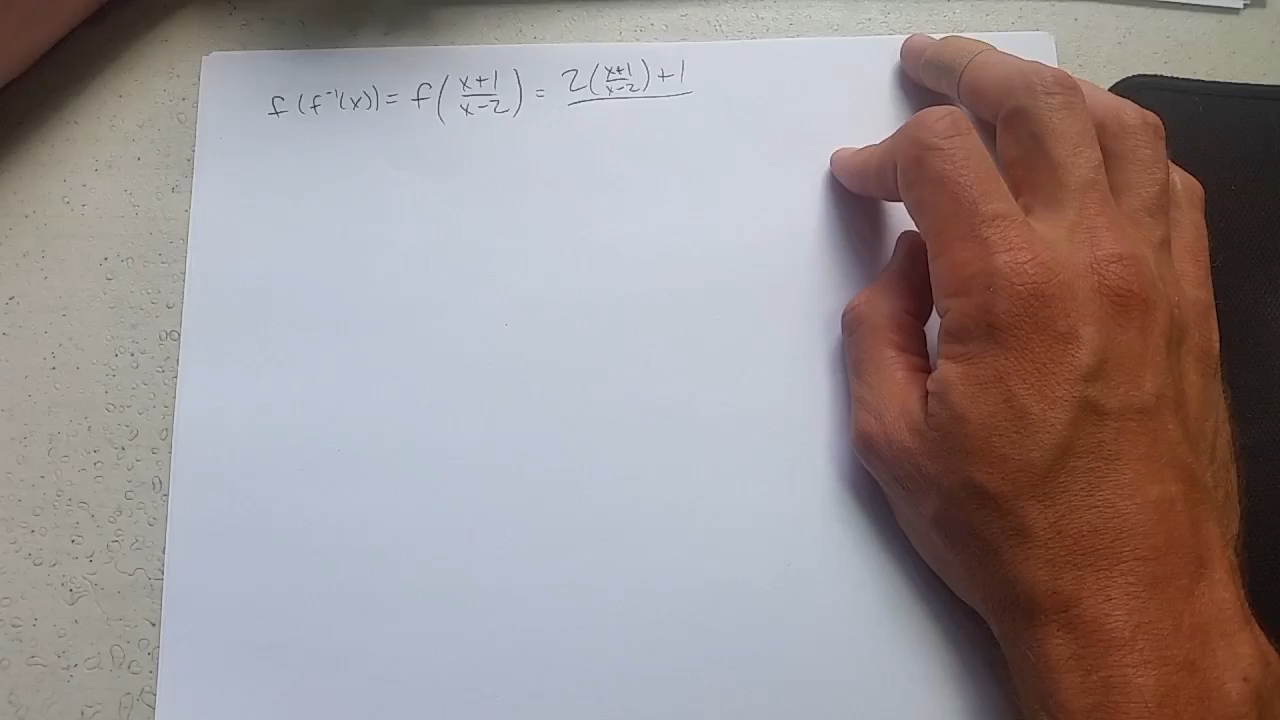 f(f⁻¹(x)) = f((x+1)/(x-2)) = 2((x+1)/(x-2))+1